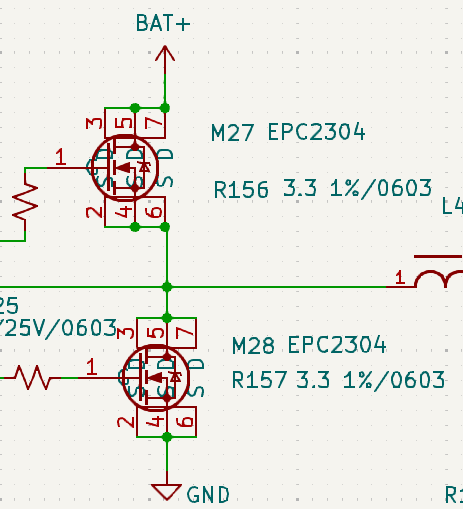 BAT+
3 5 7
1
G S D S D S D
2 4 6
M27 EPC2304
R156 3.3 1%/0603
L4
1
25
/25V/0603
3 5 7
1
G S D S D S D
2 4 6
M28 EPC2304
R157 3.3 1%/0603
GND
R1